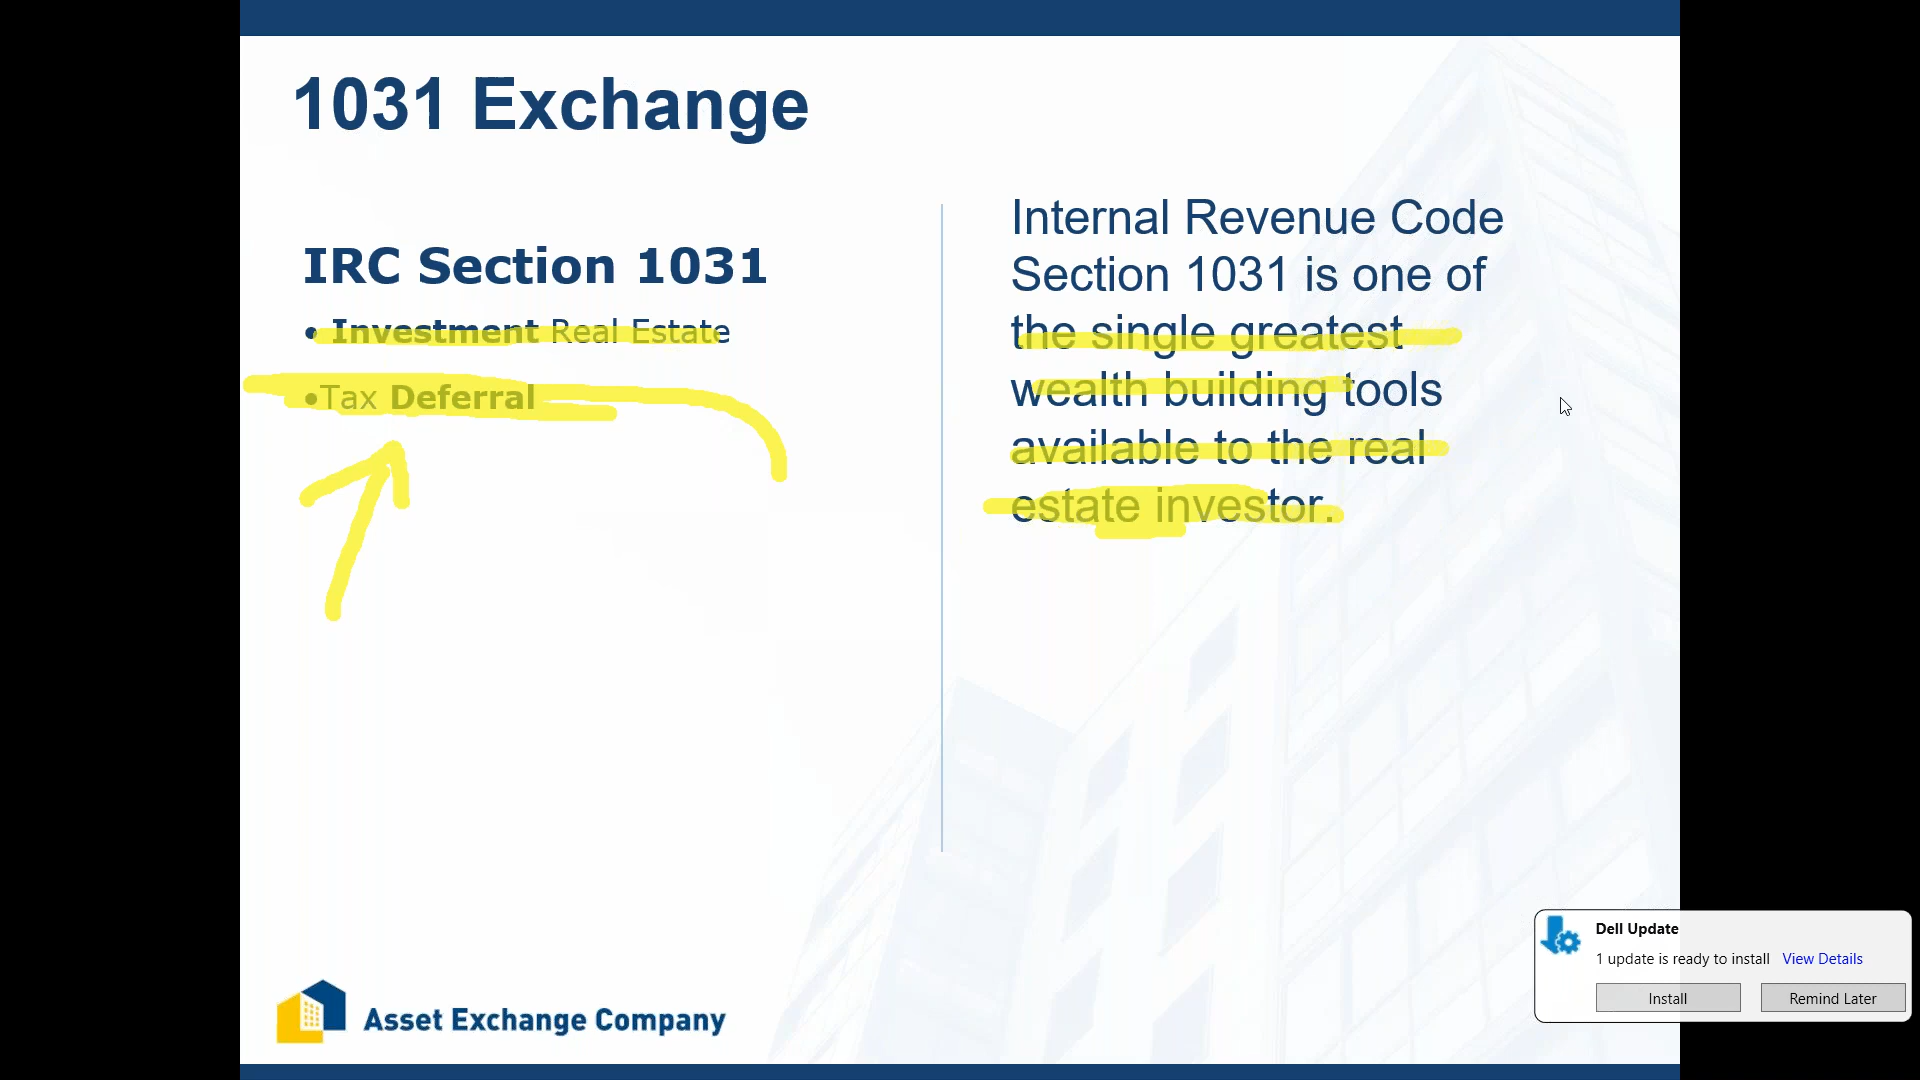 1031 Exchange
IRC Section 1031
• Investment Real Estate
•Tax Deferral
Internal Revenue Code
Section 1031 is one of
the single greatest
wealth building tools
available to the real
estate investor.
Asset Exchange Company
Dell Update
1 update is ready to install View Details
Install Remind Later